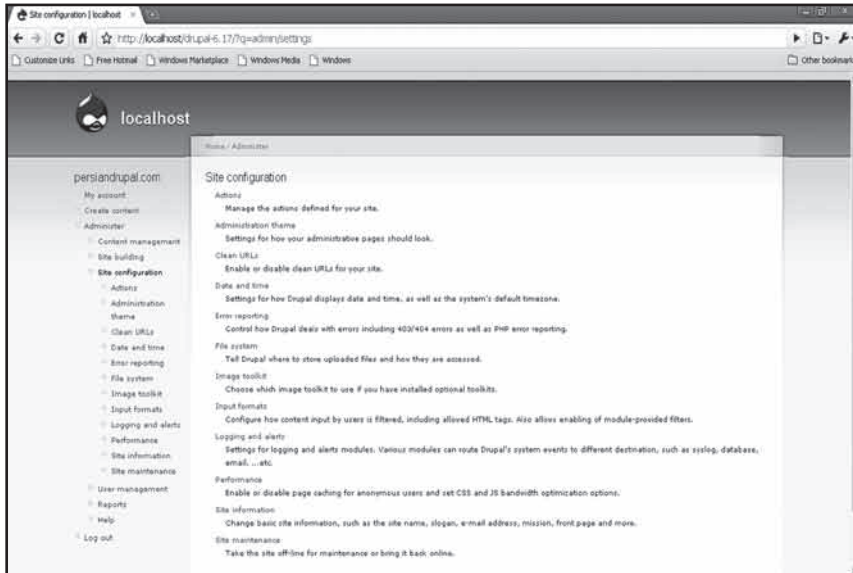 Site configuration | localhost
http://localhost/drupal-6.17/?q=admin/settings
Customize Links
Free Hotmail
Windows Marketplace
Windows Media
Windows
Other bookmark
localhost
Home / Administer
persiandrupal.com
My account
Create content
Administer
Content management
Site building
Site configuration
Actions
Administration
theme
Clean URLs
Date and time
Error reporting
File system
Image toolkit
Input formats
Logging and alerts
Performance
Site information
Site maintenance
User management
Reports
Help
Log out
Site configuration
Actions
Manage the actions defined for your site.
Administration theme
Settings for how your administrative pages should look.
Clean URLs
Enable or disable clean URLs for your site.
Date and time
Settings for how Drupal displays date and time, as well as the system's default timezone.
Error reporting
Control how Drupal deals with errors including 403/404 errors as well as PHP error reporting.
File system
Tell Drupal where to store uploaded files and how they are accessed.
Image toolkit
Choose which image toolkit to use if you have installed optional toolkits.
Input formats
Configure how content input by users is filtered, including allowed HTML tags. Also allows enabling of module-provided filters.
Logging and alerts
Settings for logging and alerts modules. Various modules can route Drupal's system events to different destination, such as syslog, database,
email, ...etc.
Performance
Enable or disable page caching for anonymous users and set CSS and JS bandwidth optimization options.
Site information
Change basic site information, such as the site name, slogan, e-mail address, mission, front page and more.
Site maintenance
Take the site off-line for maintenance or bring it back online.